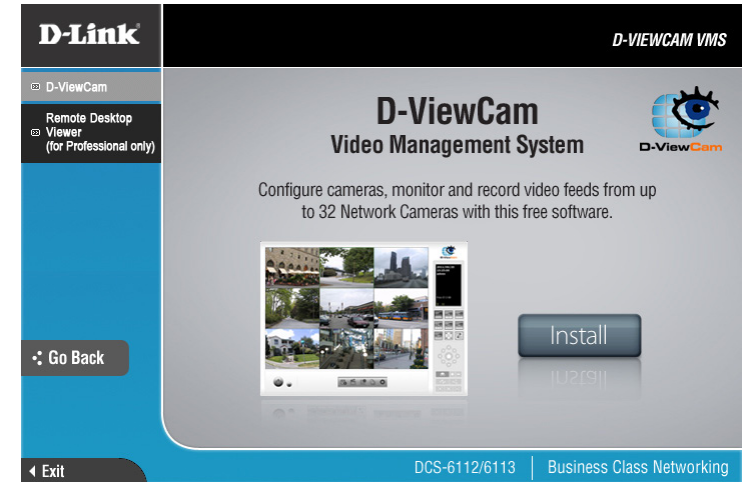 D-Link
D-VIEWCAM VMS
D-ViewCam
Remote Desktop
Viewer
(for Professional only)
D-ViewCam
Video Management System
D-ViewCam
Configure cameras, monitor and record video feeds from up
to 32 Network Cameras with this free software.
Install
Go Back
Exit
DCS-6112/6113
Business Class Networking